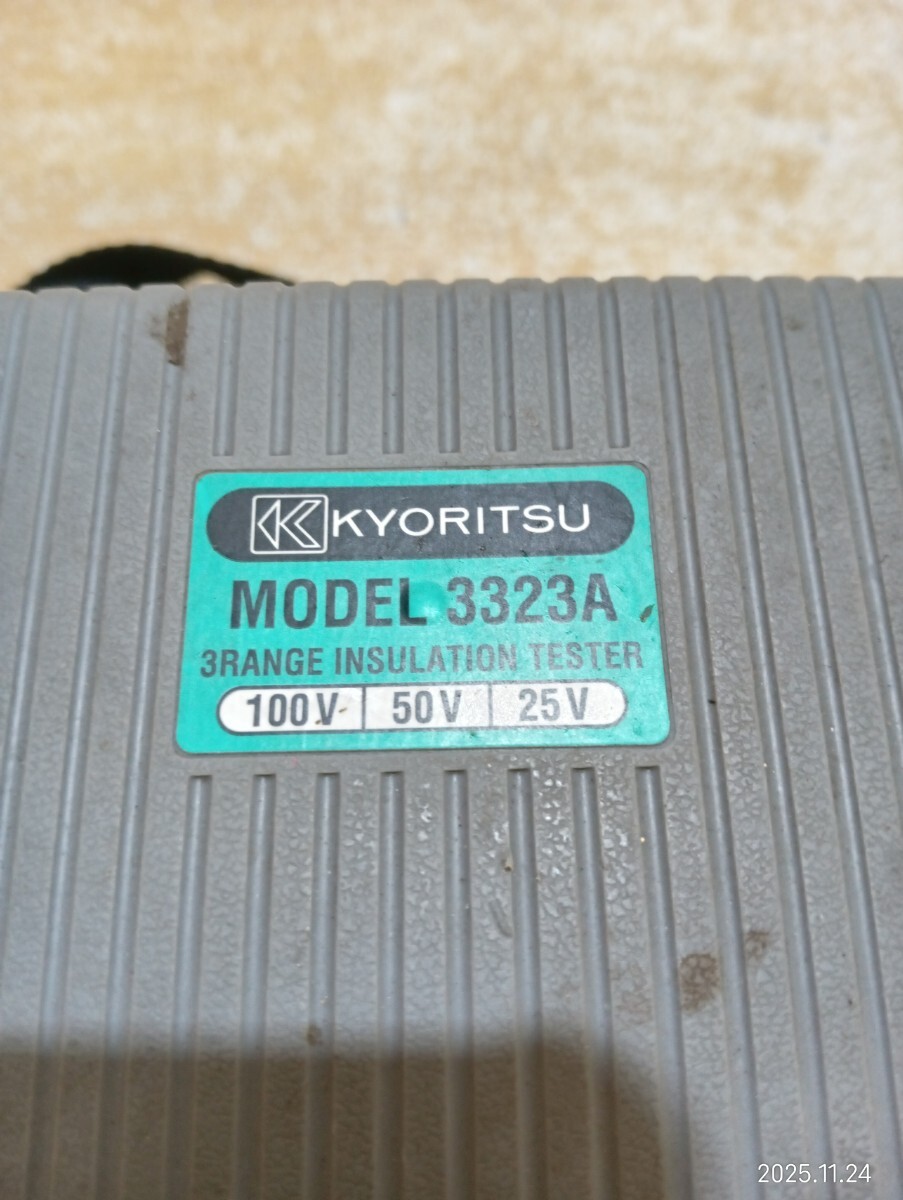 KYORITSU
MODEL 3323A
3RANGE INSULATION TESTER
100V 50V 25V
2025.11.24